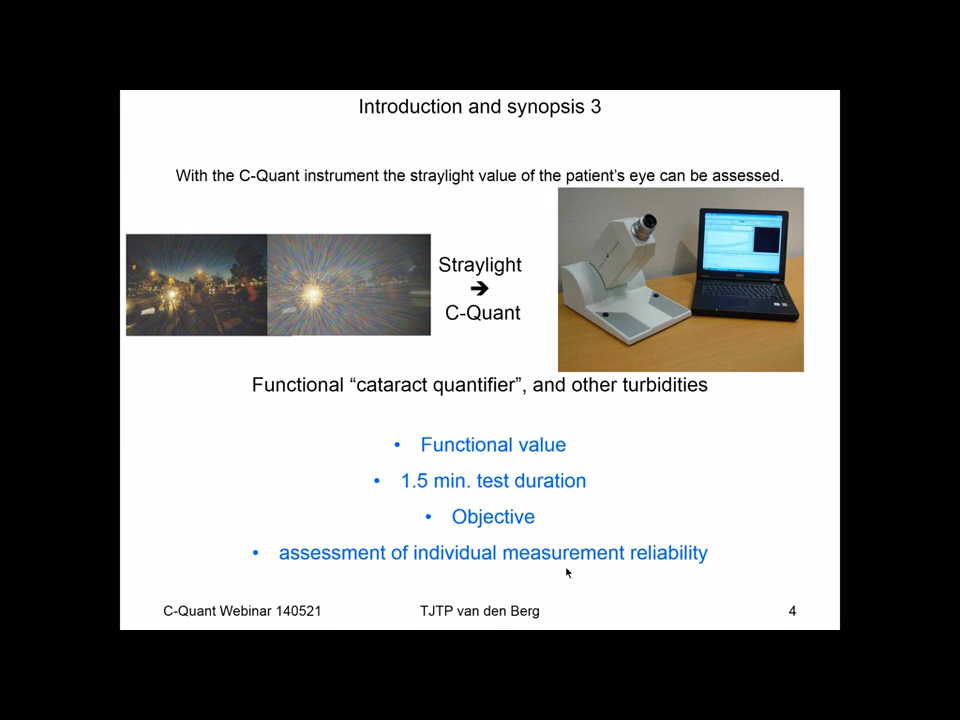 Introduction and synopsis 3
With the C-Quant instrument the straylight value of the patient's eye can be assessed.
Straylight
➔
C-Quant
Functional “cataract quantifier”, and other turbidities
• Functional value
• 1.5 min. test duration
• Objective
• assessment of individual measurement reliability
C-Quant Webinar 140521 TJTP van den Berg 4